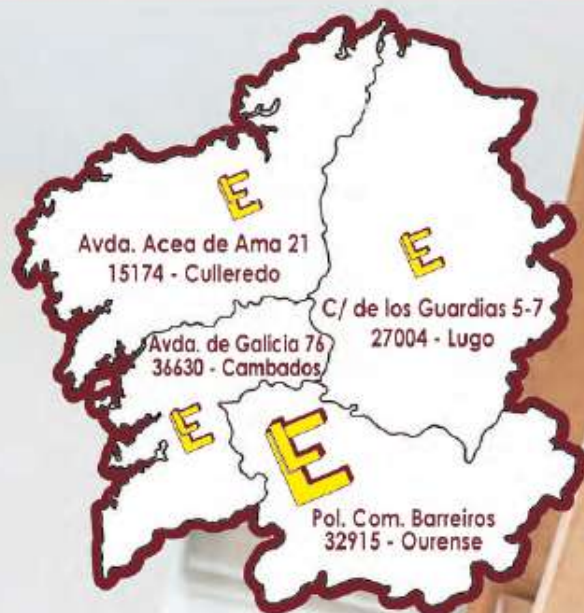 E
Avda. Acea de Ama 21
15174 - Culleredo
E
C/ de los Guardias 5-7
27004 - Lugo
Avda. de Galicia 76
36630 - Cambados
E
E
Pol. Com. Barreiros
32915 - Ourense